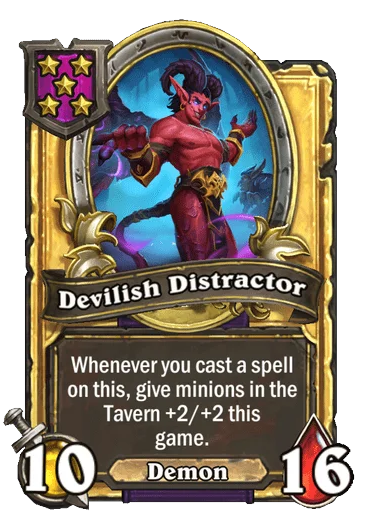 Devilish Distractor
Whenever you cast a spell
on this, give minions in the
Tavern +2/+2 this
game.
10
Demon
16